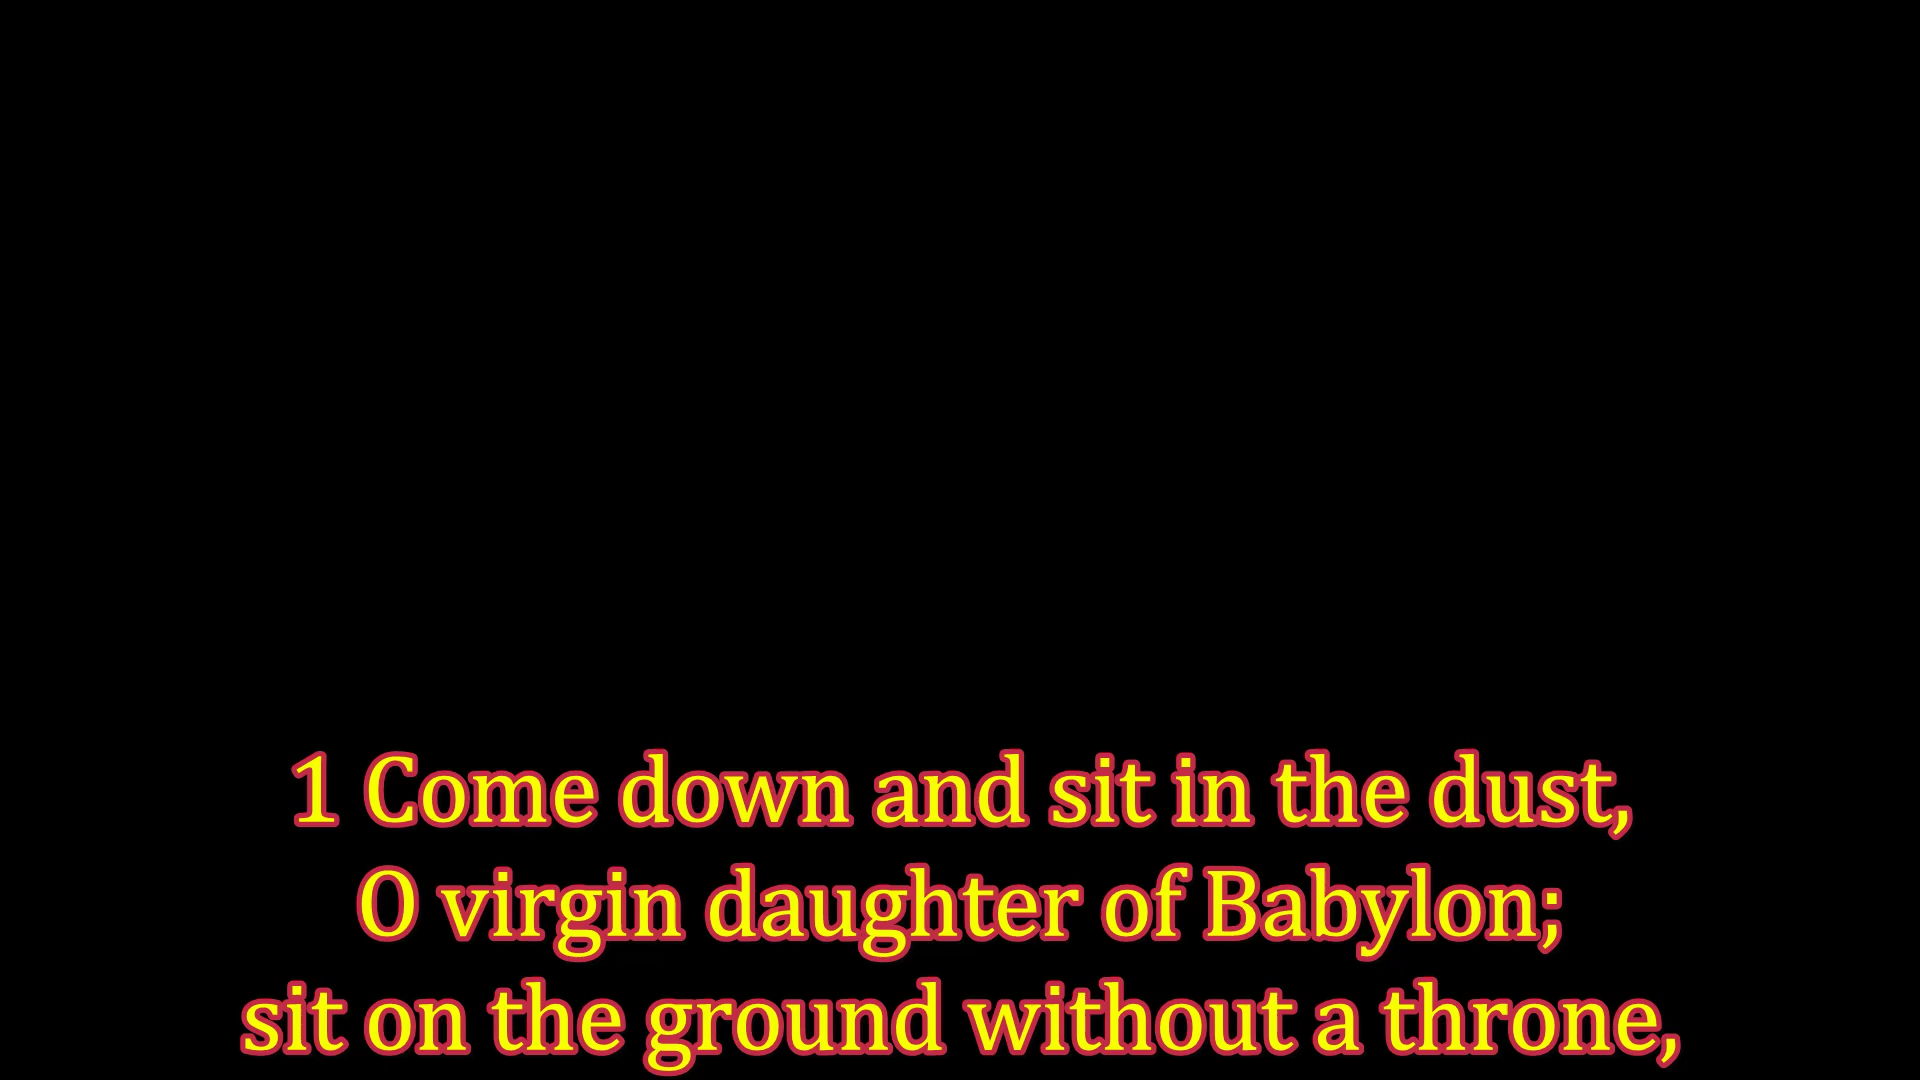 1 Come down and sit in the dust,
O virgin daughter of Babylon;
sit on the ground without a throne,